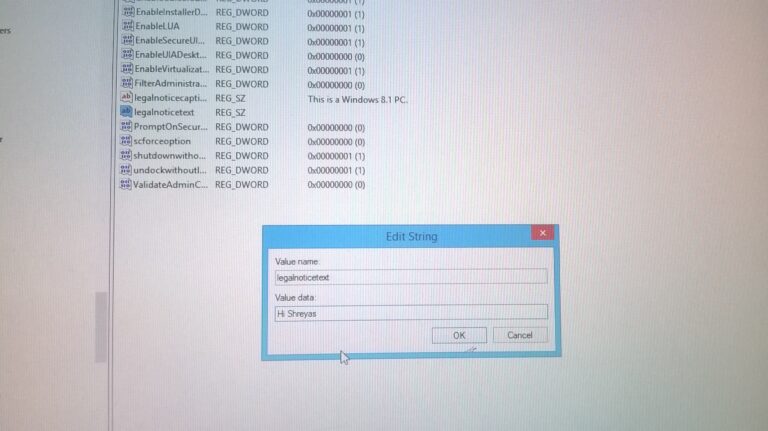 ers
EnableInstallerD... REG_DWORD 0x00000001 (1)
EnableLUA REG_DWORD 0x00000001 (1)
EnableSecureUI... REG_DWORD 0x00000001 (1)
EnableUIADeskt... REG_DWORD 0x00000000 (0)
EnableVirtualizat... REG_DWORD 0x00000001 (1)
FilterAdministra... REG_DWORD 0x00000000 (0)
legalnoticecapti... REG_SZ This is a Windows 8.1 PC.
legalnoticetext REG_SZ
PromptOnSecur... REG_DWORD 0x00000000 (0)
scforceoption REG_DWORD 0x00000000 (0)
shutdownwitho... REG_DWORD 0x00000001 (1)
undockwithoutl... REG_DWORD 0x00000001 (1)
ValidateAdminC... REG_DWORD 0x00000000 (0)
Edit String
Value name:
legalnoticetext
Value data:
Hi Shreyas
OK Cancel